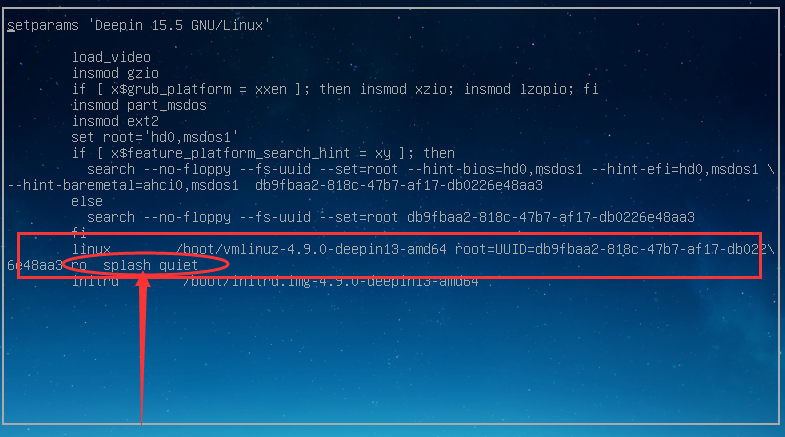 setparams 'Deepin 15.5 GNU/Linux'
load_video
insmod gzio
if [ x$grub_platform = xxen ]; then insmod xzio; insmod lzopio; fi
insmod part_msdos
insmod ext2
set root='hd0,msdos1'
if [ x$feature_platform_search_hint = xy ]; then
search --no-floppy --fs-uuid --set=root --hint-bios=hd0,msdos1 --hint-efi=hd0,msdos1 \
--hint-baremetal=ahci0,msdos1  db9fbaa2-818c-47b7-af17-db0226e48aa3
else
search --no-floppy --fs-uuid --set=root db9fbaa2-818c-47b7-af17-db0226e48aa3
fi
linux /boot/vmlinuz-4.9.0-deepin13-amd64 root=UUID=db9fbaa2-818c-47b7-af17-db022\
6e48aa3 ro  splash quiet
initrd /boot/initrd.img-4.9.0-deepin13-amd64